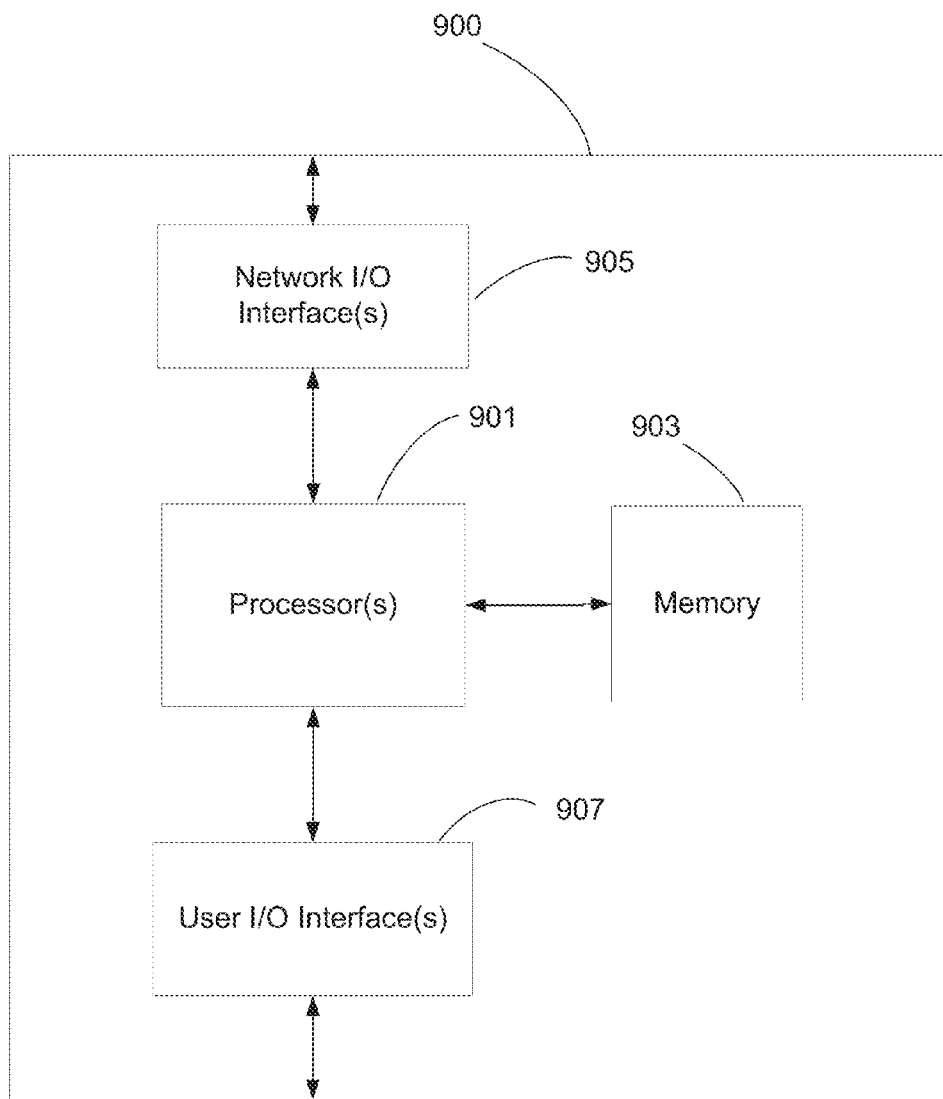 900
Network I/O
Interface(s)
905
901
903
Processor(s)
Memory
907
User I/O Interface(s)